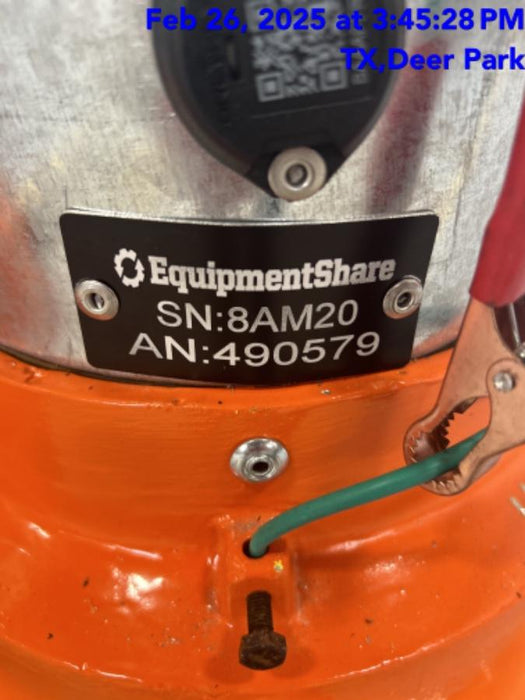 Feb 26, 2025 at 3:45:28 PM
TX,Deer Park
EquipmentShare
SN:8AM20
AN:490579